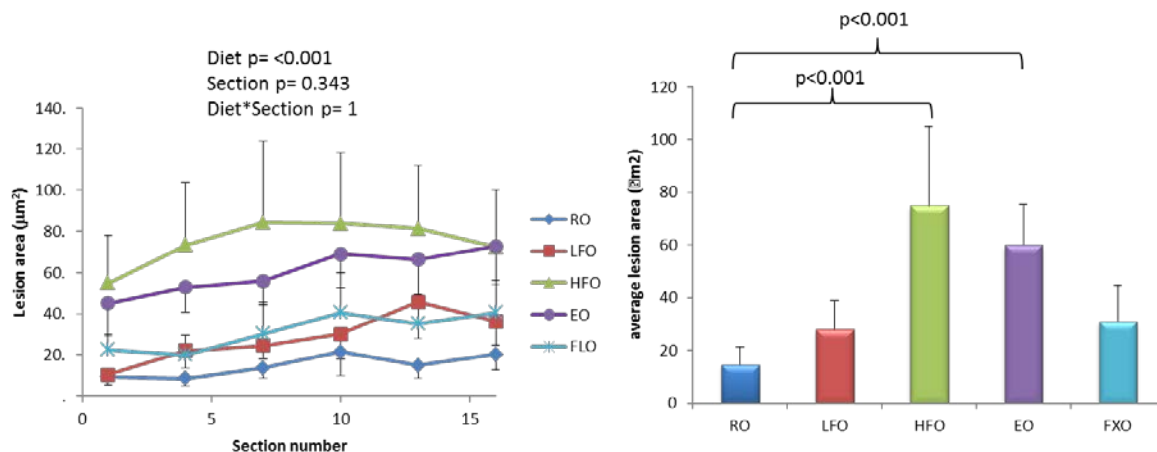 Diet p= <0.001
Section p= 0.343
Diet*Section p= 1
140.
120.
100.
80.
60.
40.
20.
.
0
5
10
15
Lesion area (µm²)
Section number
RO
LFO
HFO
EO
FLO
p<0.001
p<0.001
120
100
80
60
40
20
0
average lesion area (⍰m2)
RO
LFO
HFO
EO
FXO